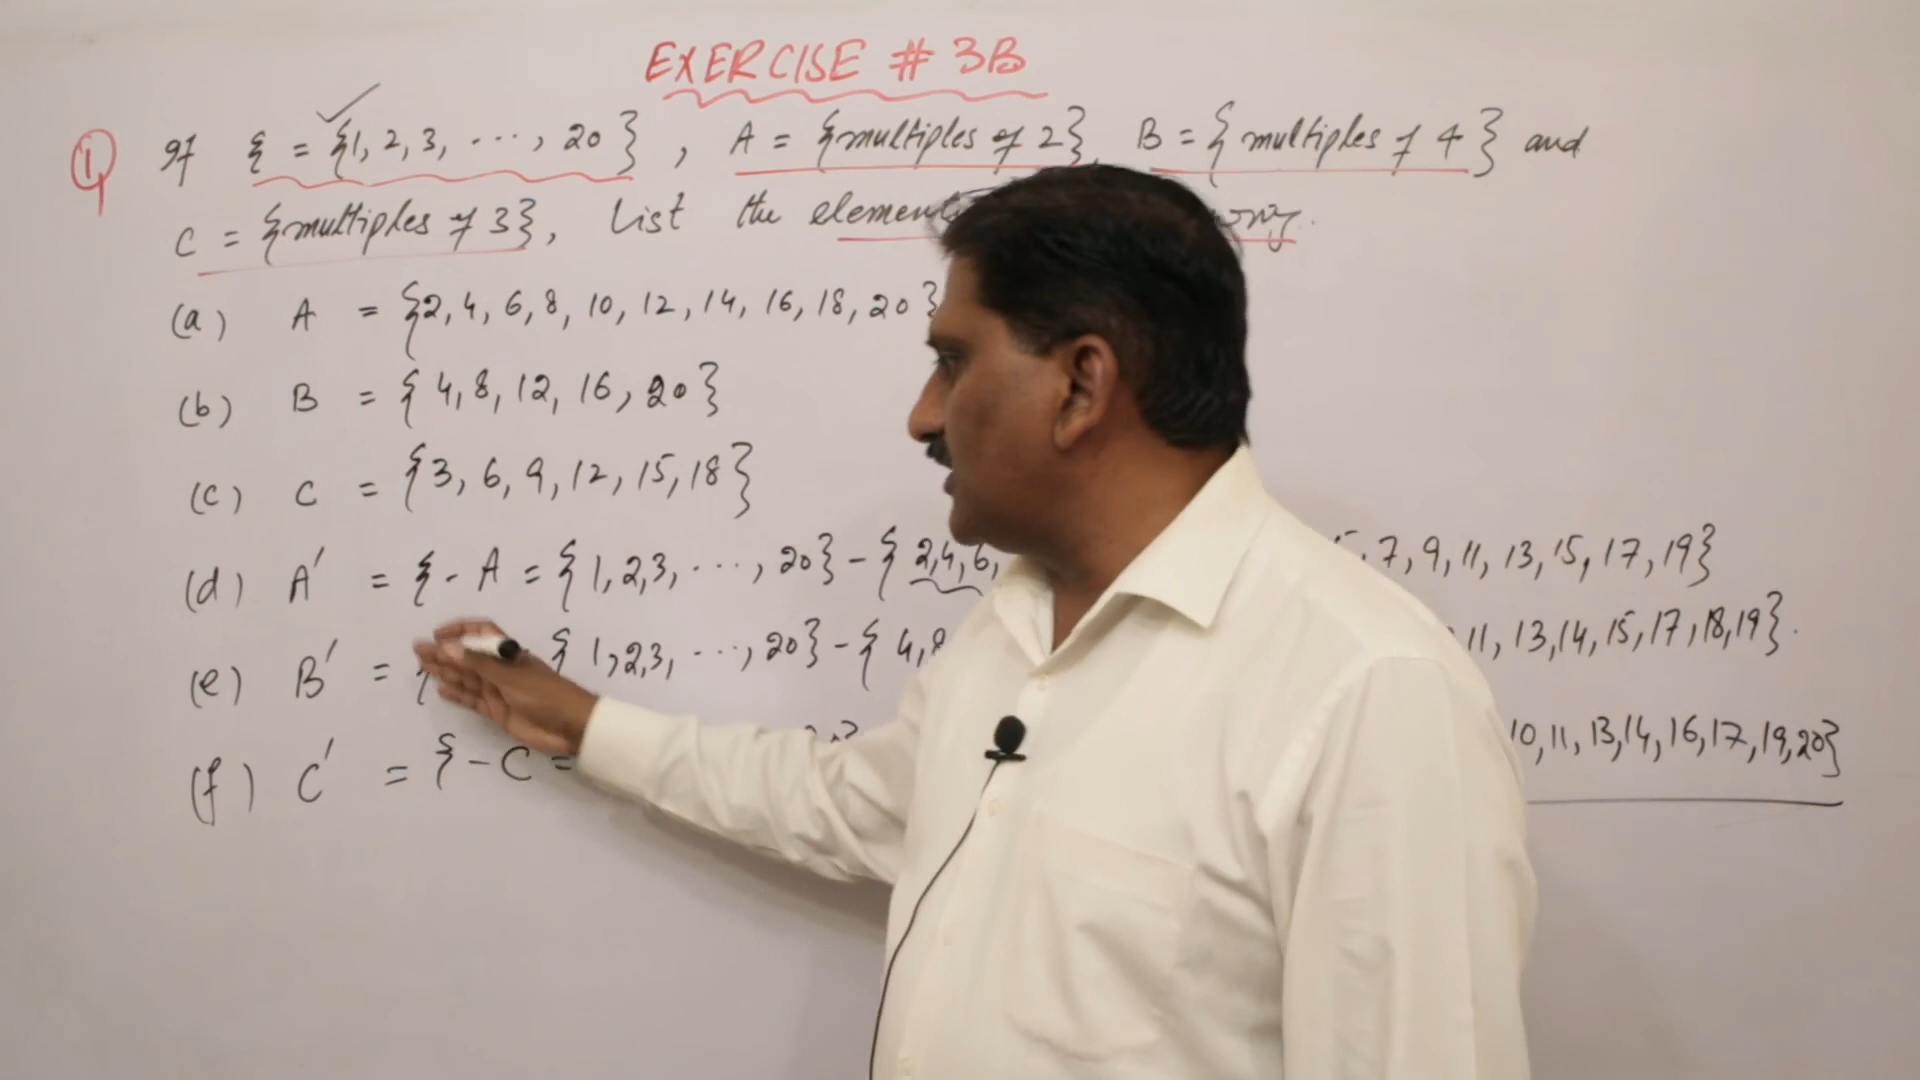 EXERCISE # 3B
① If ξ = {1, 2, 3, ..., 20}, A = {multiples of 2}, B = {multiples of 4} and
C = {multiples of 3}, List the
(a) A = {2, 4, 6, 8, 10, 12, 14, 16, 18, 20}
(b) B = {4, 8, 12, 16, 20}
(c) C = {3, 6, 9, 12, 15, 18}
(d) A' = ξ - A = {1, 2, 3, ..., 20} - {2, 4, 6, 7, 9, 11, 13, 15, 17, 19}
(e) B' = {1, 2, 3, ..., 20} - {4, 8 11, 13, 14, 15, 17, 18, 19}.
(f) C' = ξ - C = 10, 11, 13, 14, 16, 17, 19, 20}